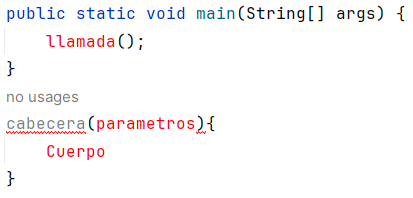 public static void main(String[] args) {
llamada();
}
no usages
cabecera(parametros){
Cuerpo
}